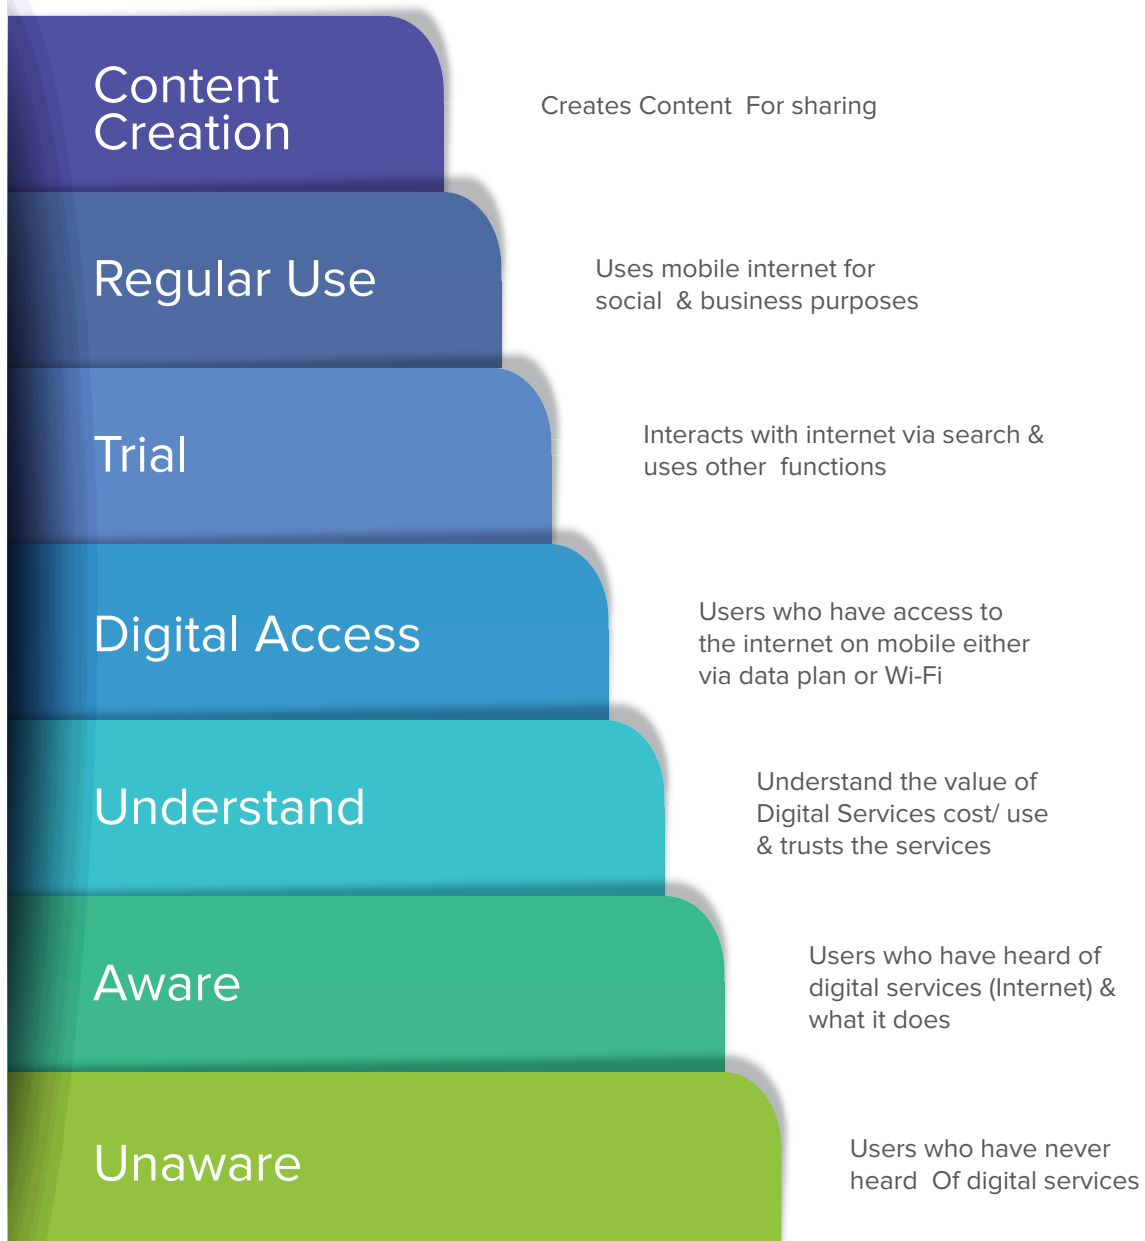 Content
Creation
Creates Content  For sharing
Regular Use
Uses mobile internet for
social  & business purposes
Trial
Interacts with internet via search &
uses other  functions
Digital Access
Users who have access to
the internet on mobile either
via data plan or Wi-Fi
Understand
Understand the value of
Digital Services cost/ use
& trusts the services
Aware
Users who have heard of
digital services (Internet) &
what it does
Unaware
Users who have never
heard  Of digital services